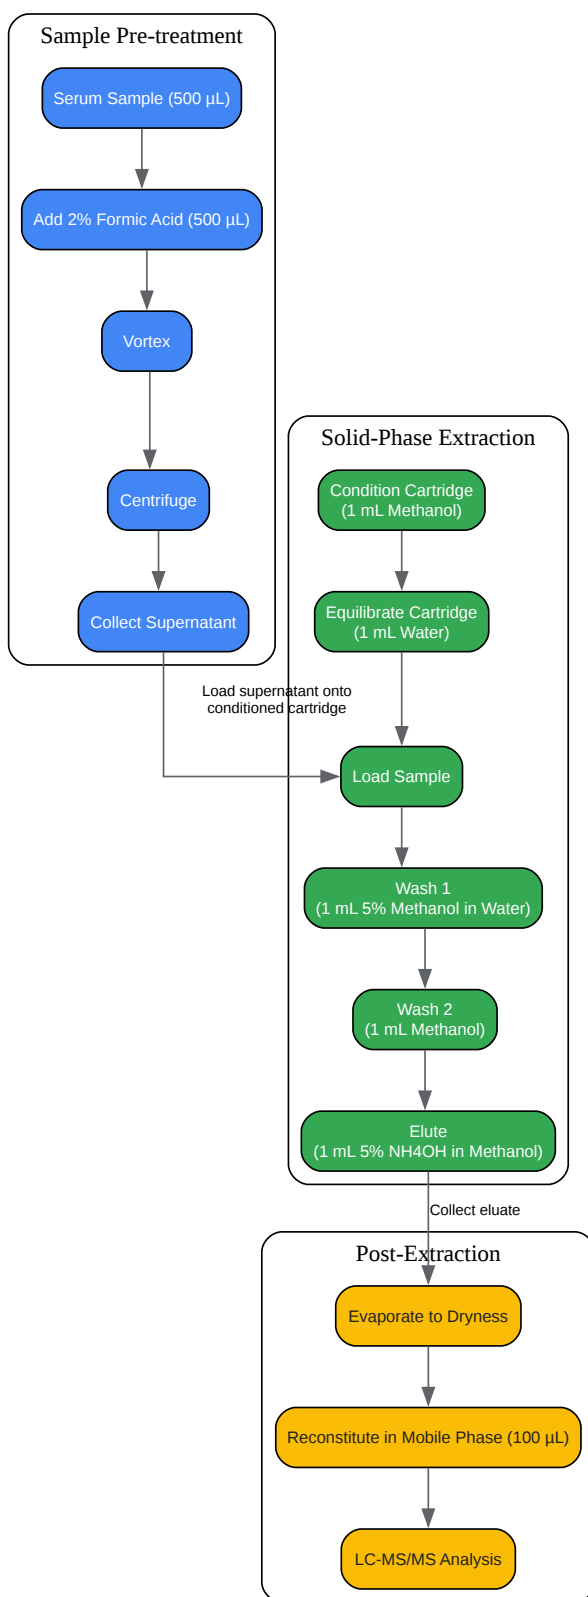 Sample Pre-treatment
Serum Sample (500 µL)
Add 2% Formic Acid (500 µL)
Vortex
Centrifuge
Collect Supernatant
Load supernatant onto
conditioned cartridge
Solid-Phase Extraction
Condition Cartridge
(1 mL Methanol)
Equilibrate Cartridge
(1 mL Water)
Load Sample
Wash 1
(1 mL 5% Methanol in Water)
Wash 2
(1 mL Methanol)
Elute
(1 mL 5% NH4OH in Methanol)
Collect eluate
Post-Extraction
Evaporate to Dryness
Reconstitute in Mobile Phase (100 µL)
LC-MS/MS Analysis